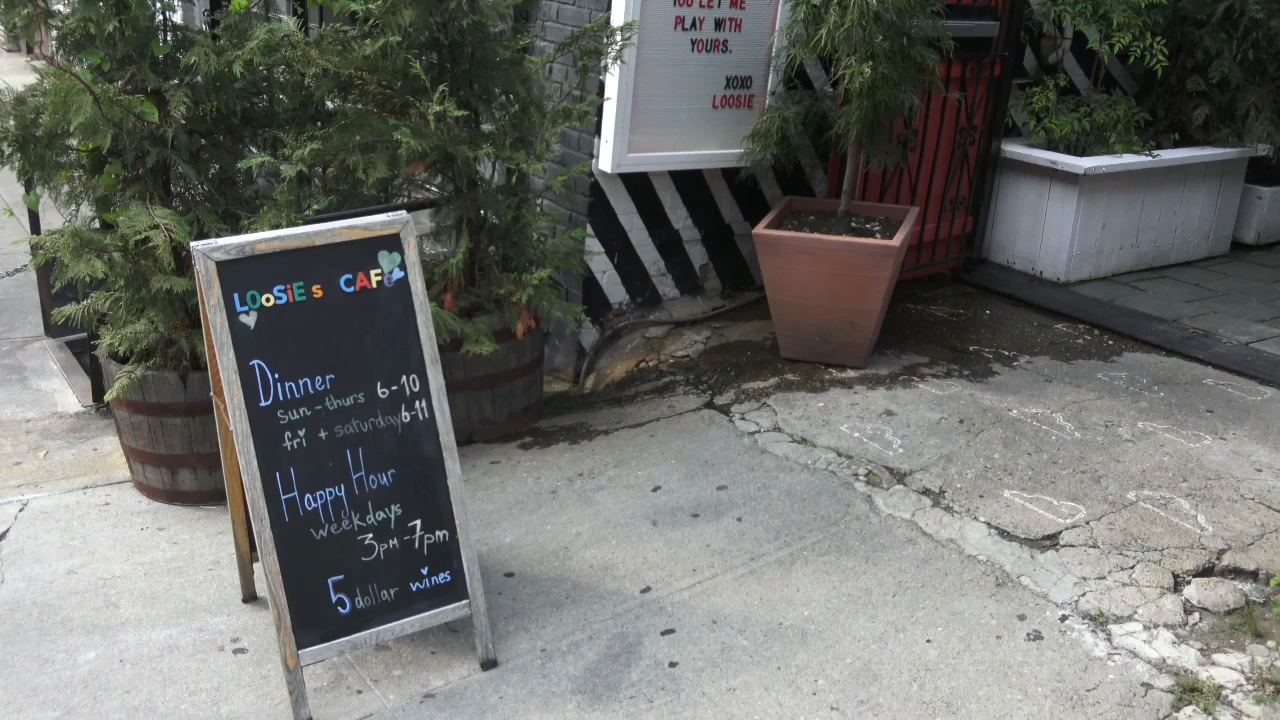 YOU LET ME
PLAY WITH
YOURS.
XOXO
LOOSIE
LOoSiE s CAFe
Dinner
sun-thurs 6-10
fri + saturday 6-11
Happy Hour
weekdays
3pm-7pm
5 dollar wines